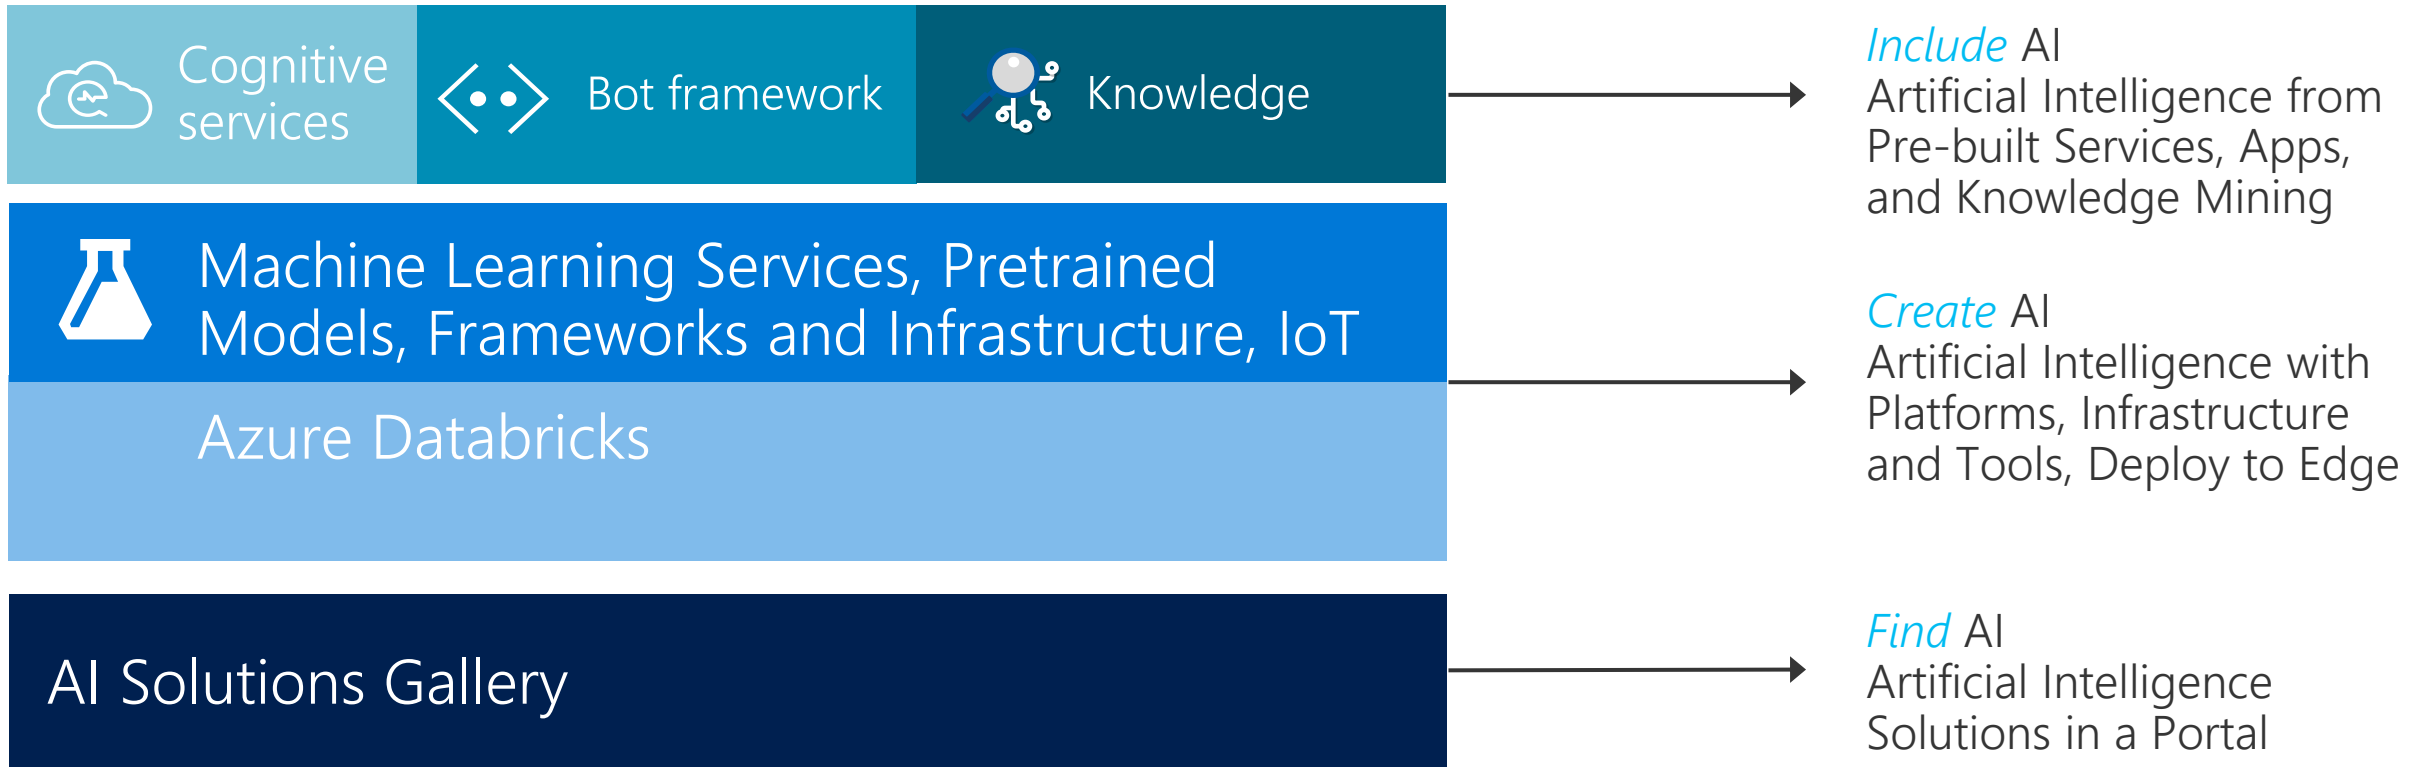 Cognitive
services
Bot framework
Knowledge
Include AI
Artificial Intelligence from
Pre-built Services, Apps,
and Knowledge Mining
Machine Learning Services, Pretrained
Models, Frameworks and Infrastructure, IoT
Azure Databricks
Create AI
Artificial Intelligence with
Platforms, Infrastructure
and Tools, Deploy to Edge
AI Solutions Gallery
Find AI
Artificial Intelligence
Solutions in a Portal